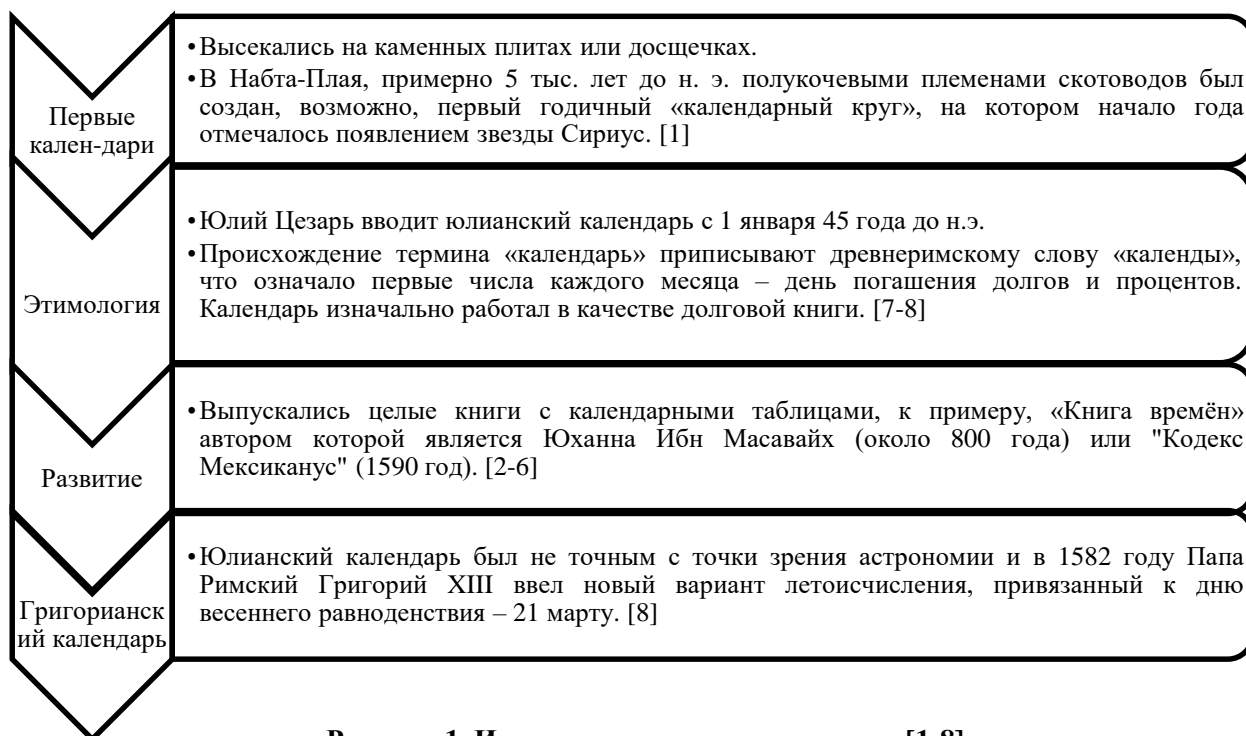 •Высекались на каменных плитах или досщечках.
•В Набта-Плая, примерно 5 тыс. лет до н. э. полукочевыми племенами скотоводов был
создан, возможно, первый годичный «календарный круг», на котором начало года
отмечалось появлением звезды Сириус. [1]
Первые
кален-дари
•Юлий Цезарь вводит юлианский календарь с 1 января 45 года до н.э.
•Происхождение термина «календарь» приписывают древнеримскому слову «календы»,
что означало первые числа каждого месяца – день погашения долгов и процентов.
Календарь изначально работал в качестве долговой книги. [7-8]
Этимология
•Выпускались целые книги с календарными таблицами, к примеру, «Книга времён»
автором которой является Юханна Ибн Масавайх (около 800 года) или "Кодекс
Мексиканус" (1590 год). [2-6]
Развитие
•Юлианский календарь был не точным с точки зрения астрономии и в 1582 году Папа
Римский Григорий XIII ввел новый вариант летоисчисления, привязанный к дню
весеннего равноденствия – 21 марту. [8]
Григорианск
ий календарь
1. [1-8]